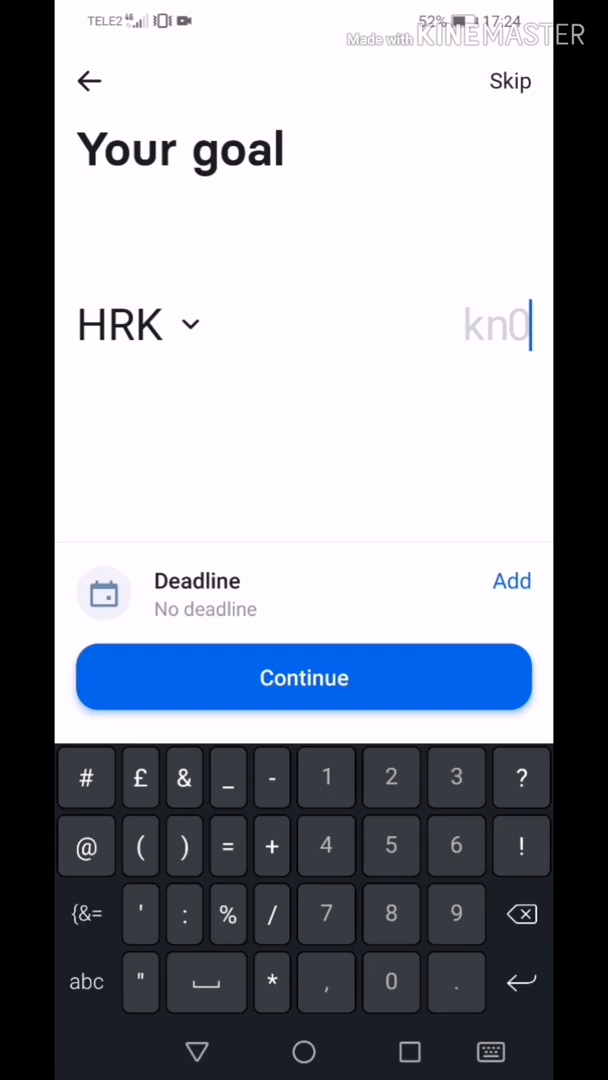 TELE2 46 52% 17:24
Made with KINEMASTER
Skip
Your goal
HRK kn0
Deadline Add
No deadline
Continue
# £ & _ - 1 2 3 ?
@ ( ) = + 4 5 6 !
{&= ' : % / 7 8 9
abc " * , 0 .